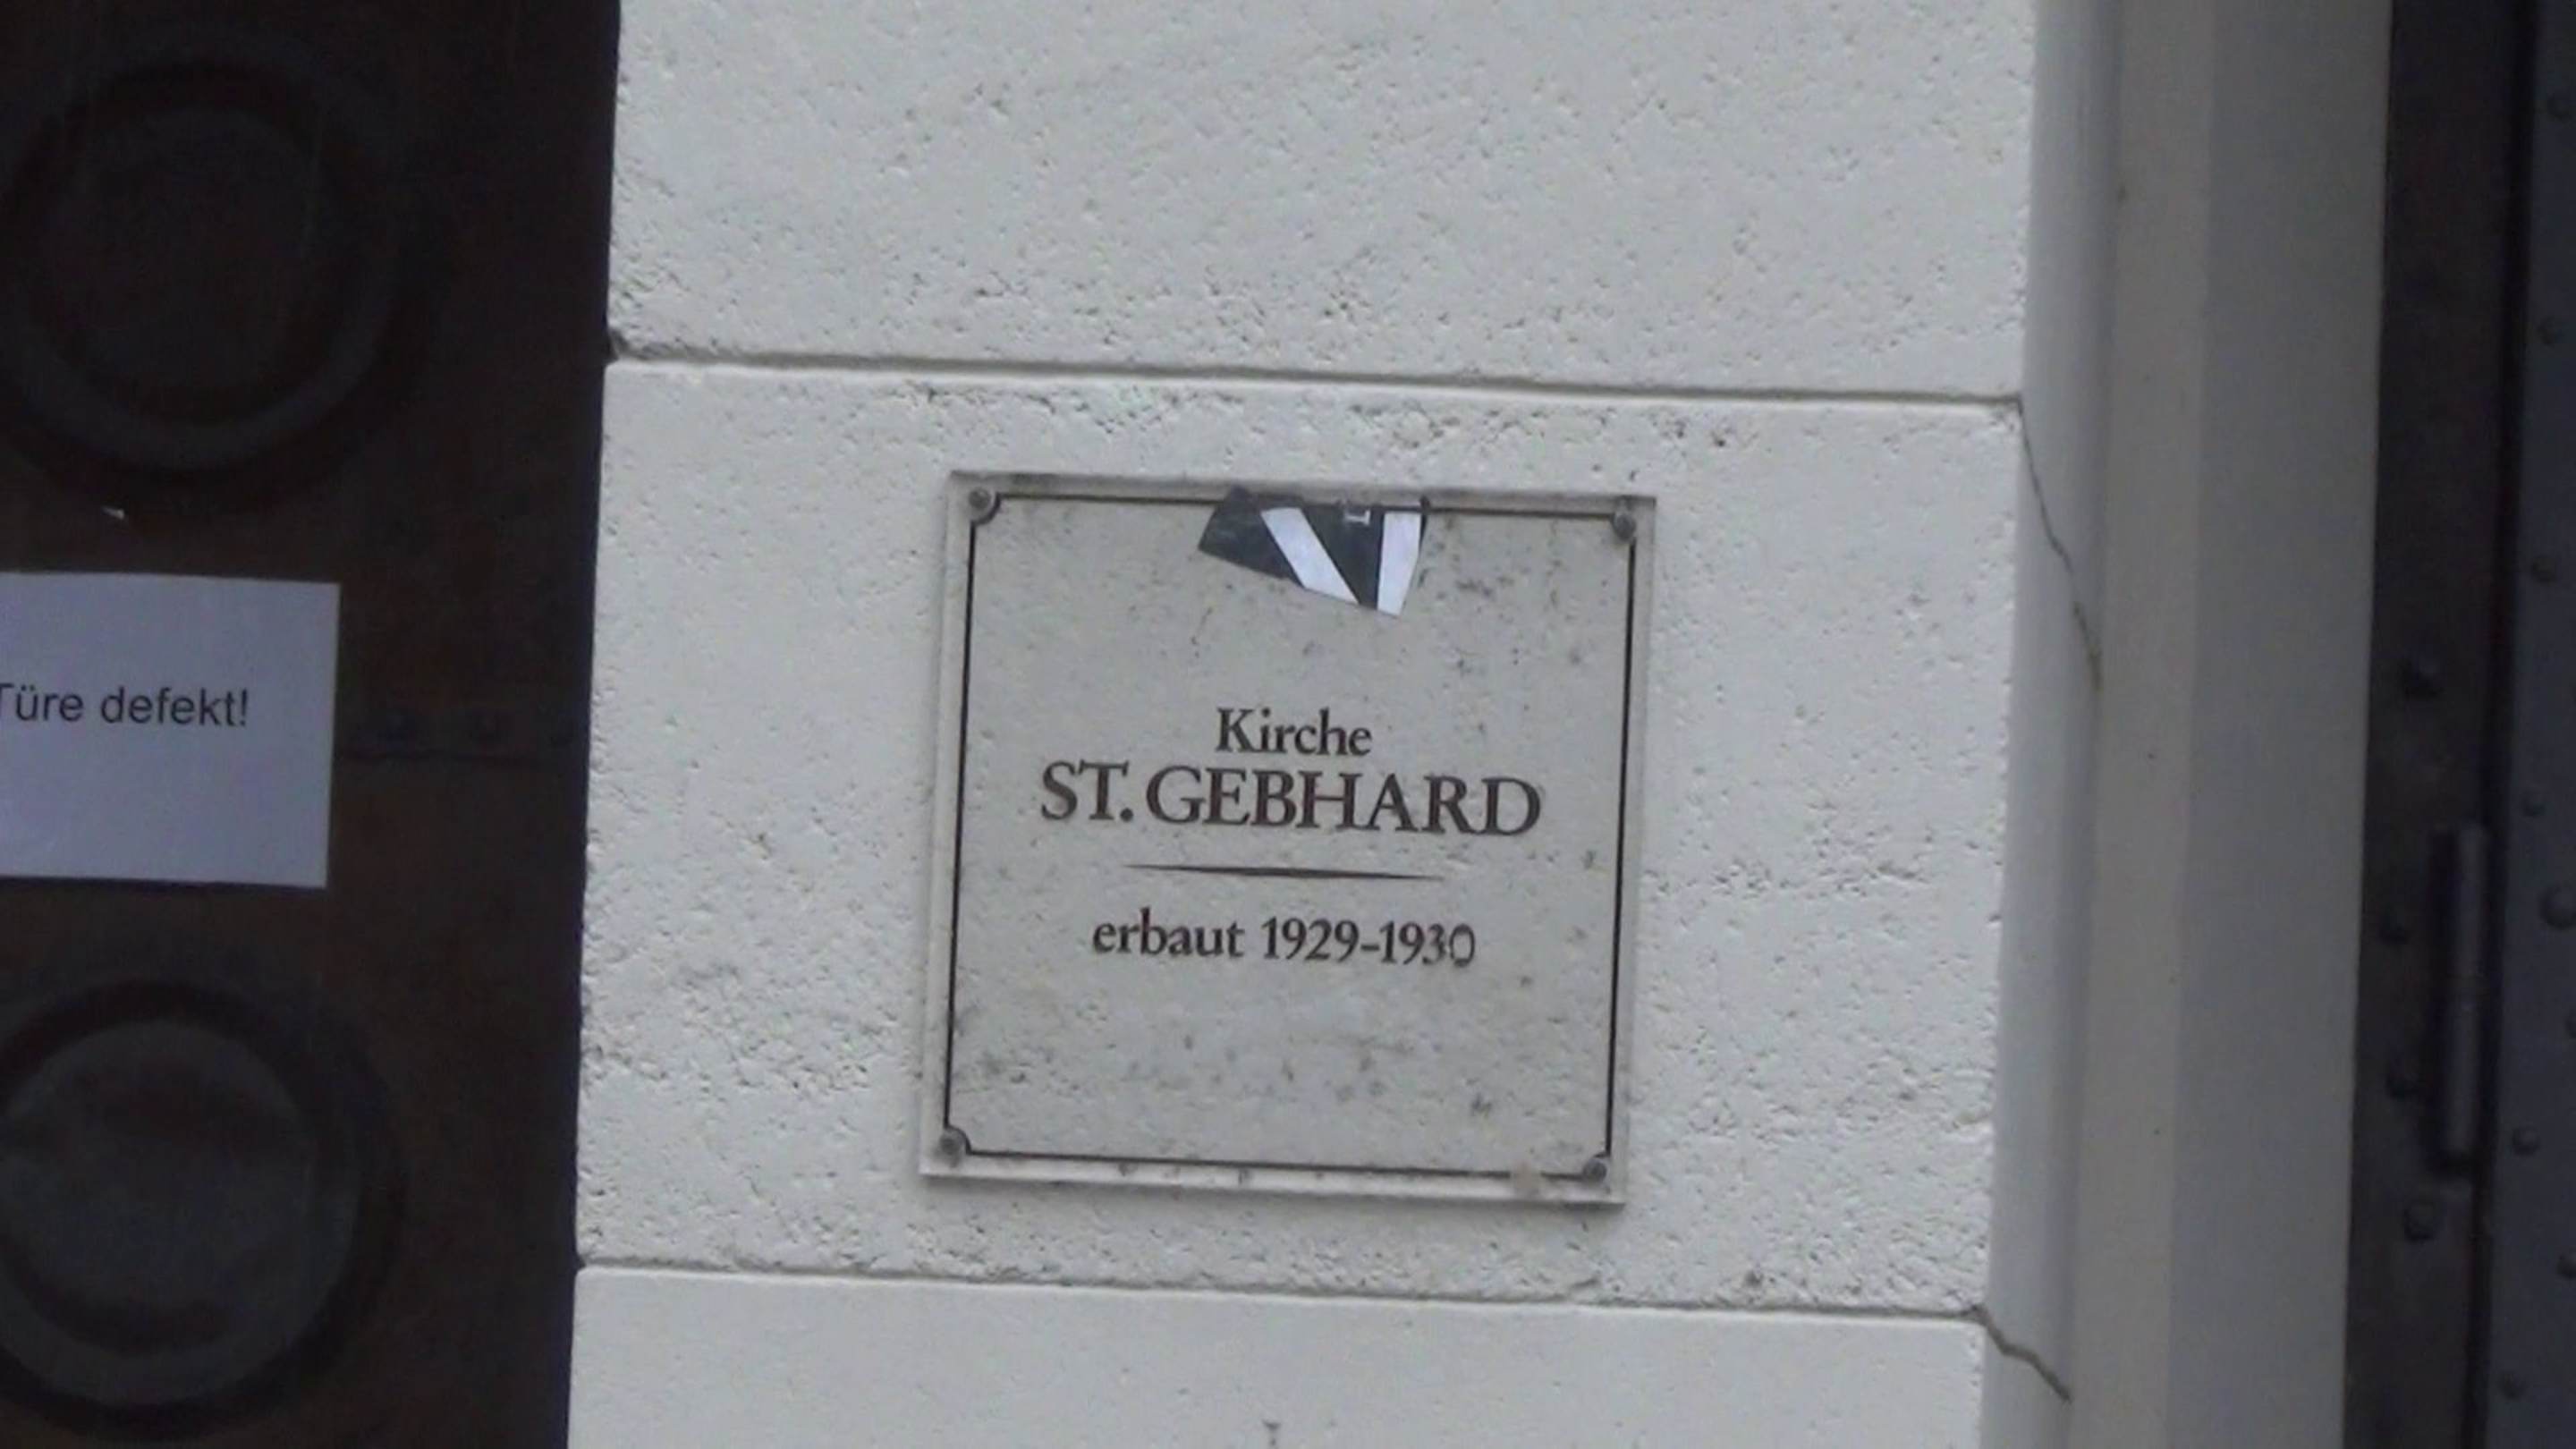 Türe defekt!
Kirche
ST. GEBHARD
erbaut 1929-1930